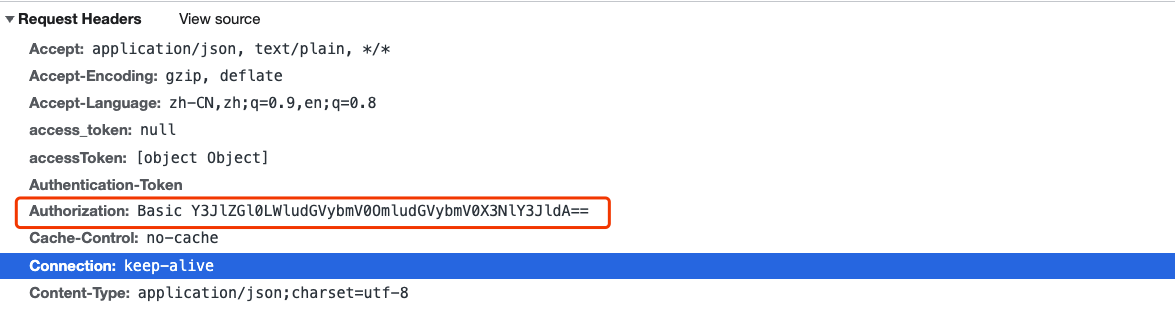 Request Headers View source
Accept: application/json, text/plain, */*
Accept-Encoding: gzip, deflate
Accept-Language: zh-CN,zh;q=0.9,en;q=0.8
access_token: null
accessToken: [object Object]
Authentication-Token
Authorization: Basic Y3JlZGl0LWludGVybmV0OmludGVybmV0X3NlY3JldA==
Cache-Control: no-cache
Connection: keep-alive
Content-Type: application/json;charset=utf-8